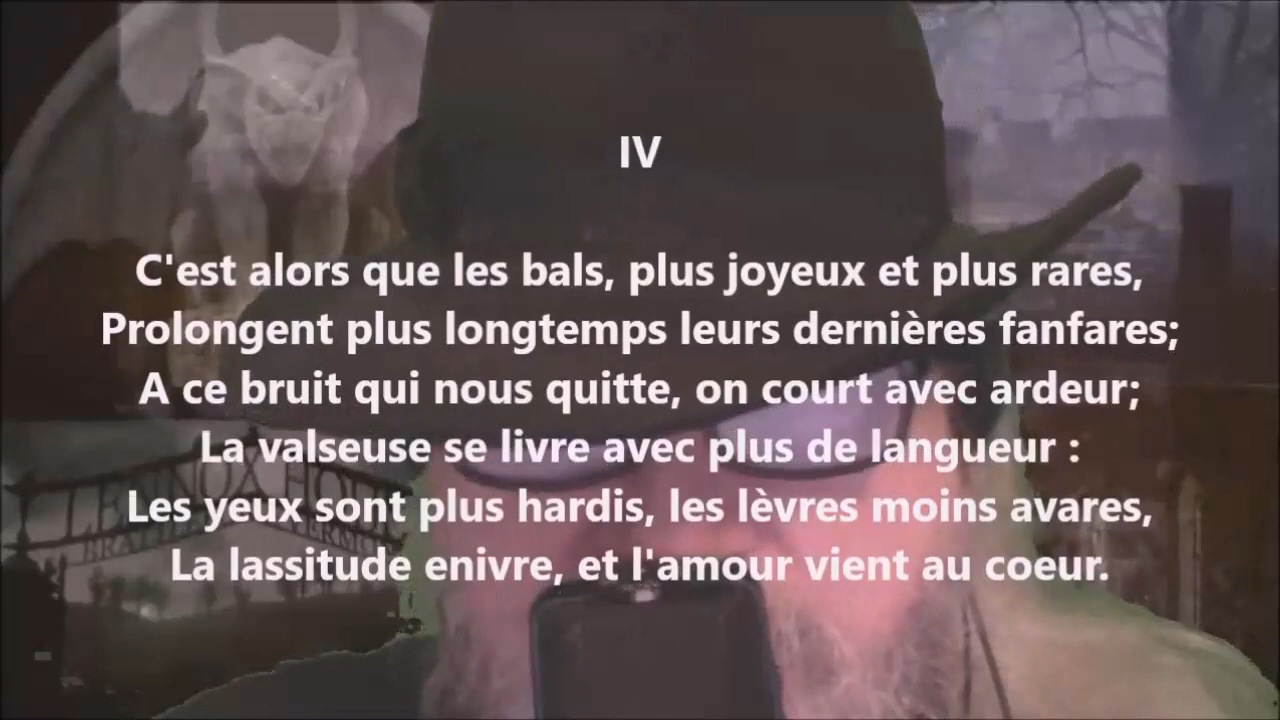 IV
C'est alors que les bals, plus joyeux et plus rares,
Prolongent plus longtemps leurs dernières fanfares;
A ce bruit qui nous quitte, on court avec ardeur;
La valseuse se livre avec plus de langueur :
Les yeux sont plus hardis, les lèvres moins avares,
La lassitude enivre, et l'amour vient au coeur.